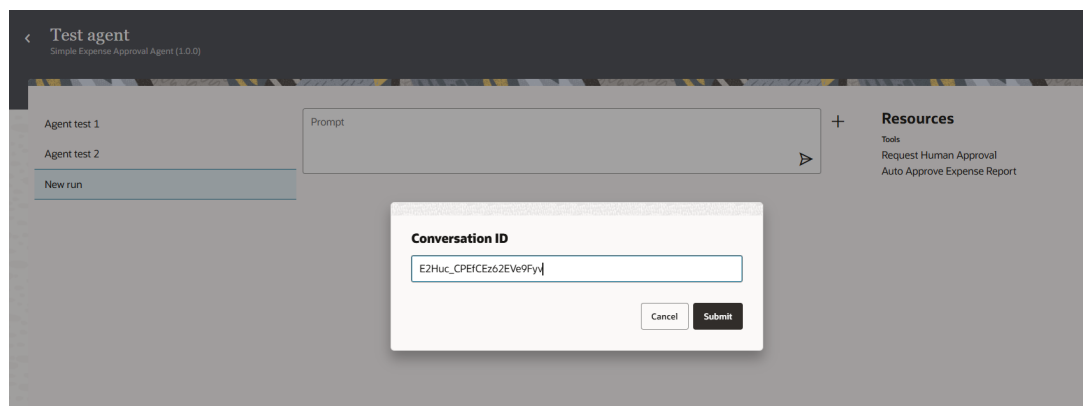 Test agent
Simple Expense Approval Agent (1.0.0)
Agent test 1
Agent test 2
New run
Prompt
Resources
Tools
Request Human Approval
Auto Approve Expense Report
Conversation ID
E2Huc_CPEfCEz62EVe9Fyv
Cancel
Submit